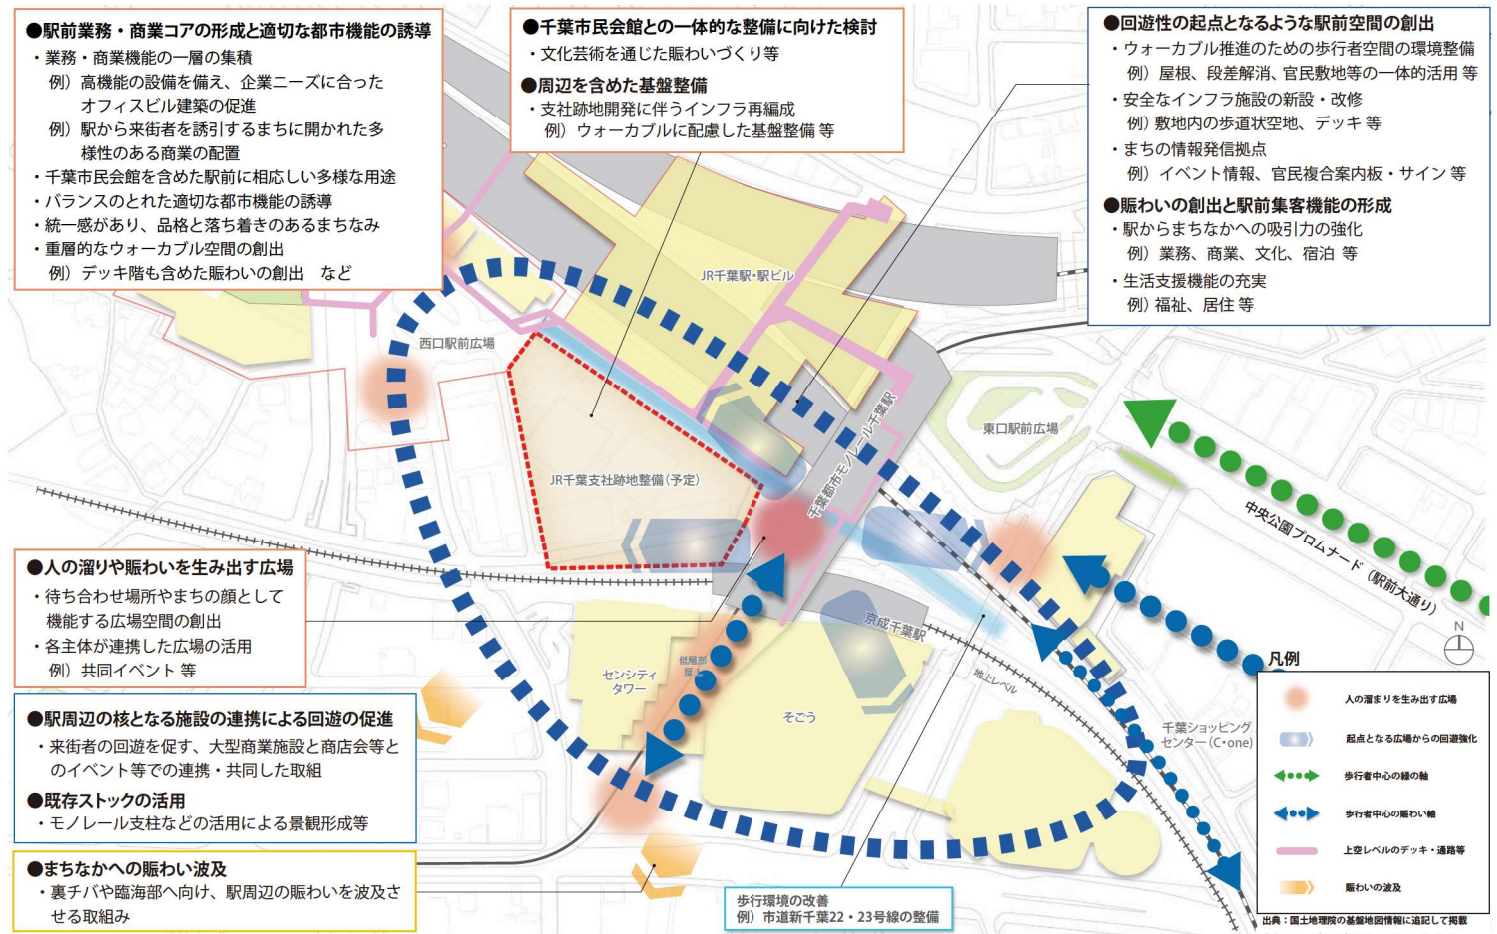 ●駅前業務・商業コアの形成と適切な都市機能の誘導
・業務・商業機能の一層の集積
例）高機能の設備を備え、企業ニーズに合った
オフィスビル建築の促進
例）駅から来街者を誘引するまちに開かれた多
様性のある商業の配置
・千葉市民会館を含めた駅前に相応しい多様な用途
・バランスのとれた適切な都市機能の誘導
・統一感があり、品格と落ち着きのあるまちなみ
・重層的なウォーカブル空間の創出
例）デッキ階も含めた賑わいの創出　など
●千葉市民会館との一体的な整備に向けた検討
・文化芸術を通じた賑わいづくり等
●周辺を含めた基盤整備
・支社跡地開発に伴うインフラ再編成
例）ウォーカブルに配慮した基盤整備 等
●回遊性の起点となるような駅前空間の創出
・ウォーカブル推進のための歩行者空間の環境整備
例）屋根、段差解消、官民敷地等の一体的活用 等
・安全なインフラ施設の新設・改修
例）敷地内の歩道状空地、デッキ 等
・まちの情報発信拠点
例）イベント情報、官民複合案内板・サイン 等
●賑わいの創出と駅前集客機能の形成
・駅からまちなかへの吸引力の強化
例）業務、商業、文化、宿泊 等
・生活支援機能の充実
例）福祉、居住 等
JR千葉駅・駅ビル
西口駅前広場
東口駅前広場
千葉都市モノレール千葉駅
JR千葉支社跡地整備（予定）
中央公園プロムナード（駅前大通り）
●人の溜りや賑わいを生み出す広場
・待ち合わせ場所やまちの顔として
機能する広場空間の創出
・各主体が連携した広場の活用
例）共同イベント 等
京成千葉駅
センシティ
タワー
低層部
屋上
そごう
地上レベル
千葉ショッピング
センター（C・one）
●駅周辺の核となる施設の連携による回遊の促進
・来街者の回遊を促す、大型商業施設と商店会等と
のイベント等での連携・共同した取組
●既存ストックの活用
・モノレール支柱などの活用による景観形成等
●まちなかへの賑わい波及
・裏チバや臨海部へ向け、駅周辺の賑わいを波及さ
せる取組み
歩行環境の改善
例）市道新千葉22・23号線の整備
N
凡例
人の溜まりを生み出す広場
起点となる広場からの回遊強化
歩行者中心の緑の軸
歩行者中心の賑わい軸
上空レベルのデッキ・通路等
賑わいの波及
出典：国土地理院の基盤地図情報に追記して掲載